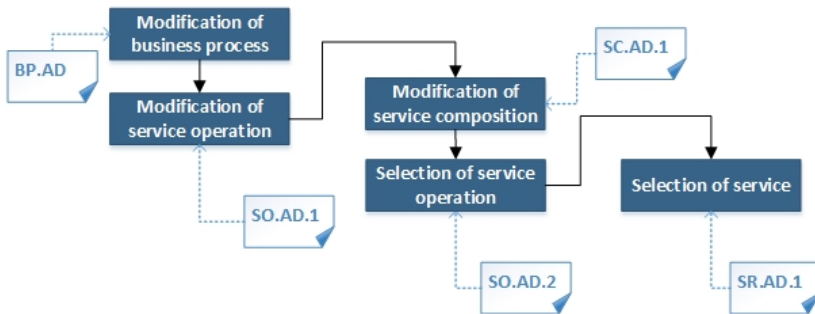 Modification of
business process
BP.AD
Modification of
service operation
SO.AD.1
SC.AD.1
Modification of
service composition
Selection of service
operation
SO.AD.2
Selection of service
SR.AD.1